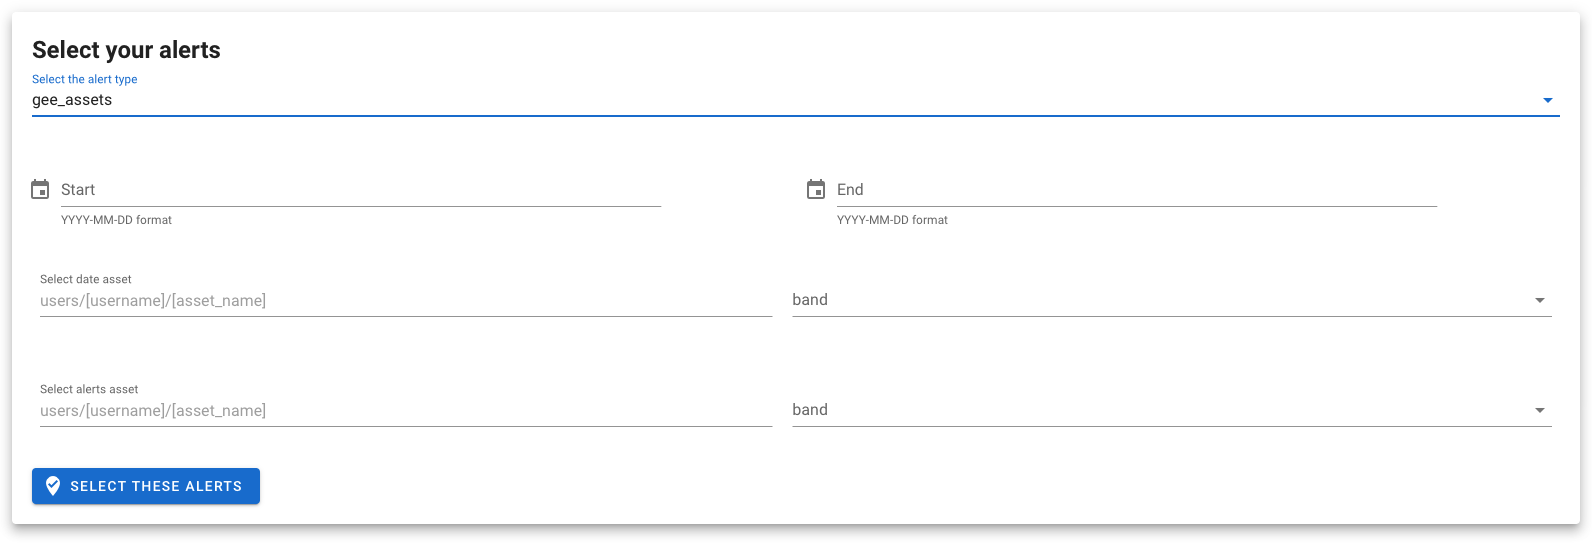 Select your alerts
Select the alert type
gee_assets
Start
End
YYYY-MM-DD format
YYYY-MM-DD format
Select date asset
users/[username]/[asset_name]
band
Select alerts asset
users/[username]/[asset_name]
band
SELECT THESE ALERTS